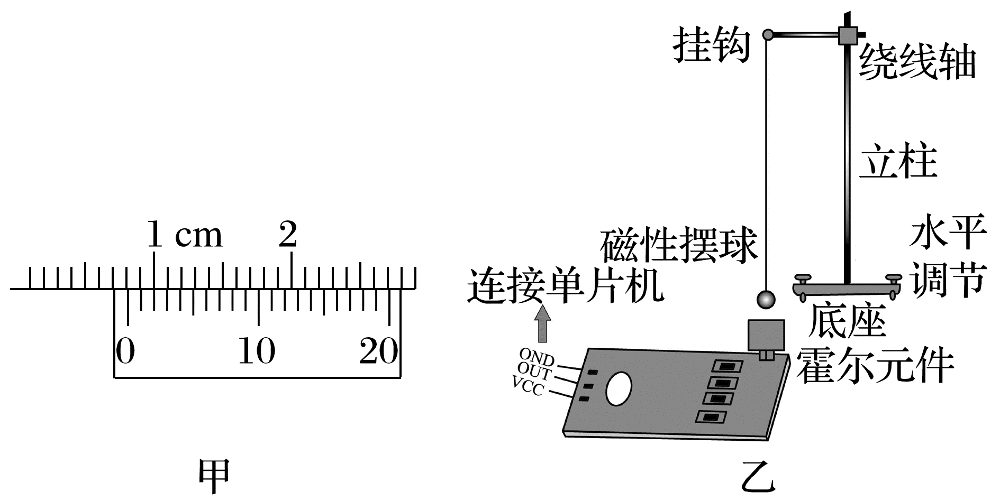 挂钩
绕线轴
立柱
水平
调节
磁性摆球
连接单片机
底座
霍尔元件
OND
OUT
VCC
1 cm 2
0 10 20
甲
乙